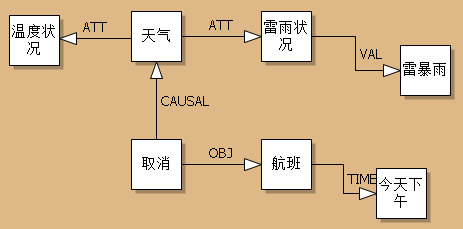 ATT
ATT
温度状
况
天气
雷雨状
况
VAL
雷暴雨
CAUSAL
取消
OBJ
航班
TIME
今天下
午